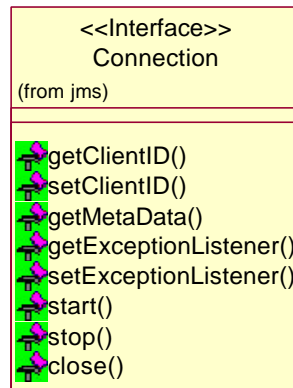 <<Interface>>
Connection
(from jms)
getClientID()
setClientID()
getMetaData()
getExceptionListener()
setExceptionListener()
start()
stop()
close()